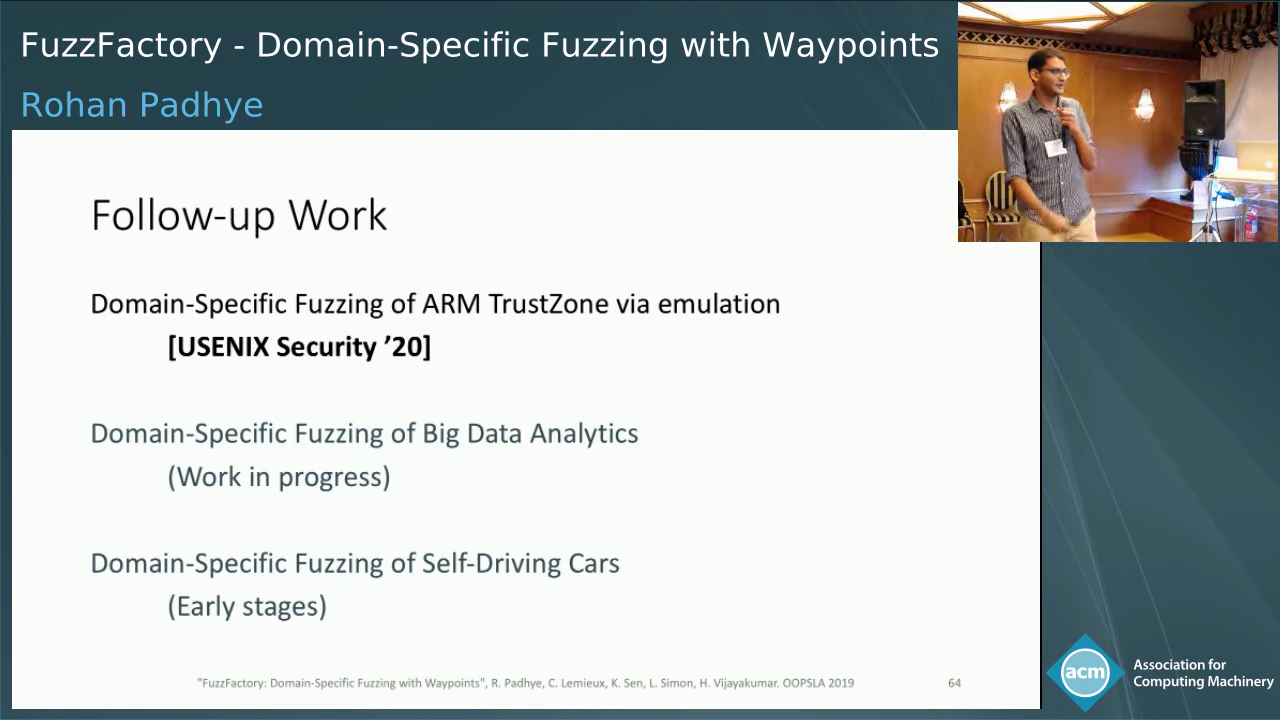 FuzzFactory - Domain-Specific Fuzzing with Waypoints
Rohan Padhye
Follow-up Work
Domain-Specific Fuzzing of ARM TrustZone via emulation
[USENIX Security ’20]
Domain-Specific Fuzzing of Big Data Analytics
(Work in progress)
Domain-Specific Fuzzing of Self-Driving Cars
(Early stages)
"FuzzFactory: Domain-Specific Fuzzing with Waypoints", R. Padhye, C. Lemieux, K. Sen, L. Simon, H. Vijayakumar. OOPSLA 2019
64
acm
Association for
Computing Machinery